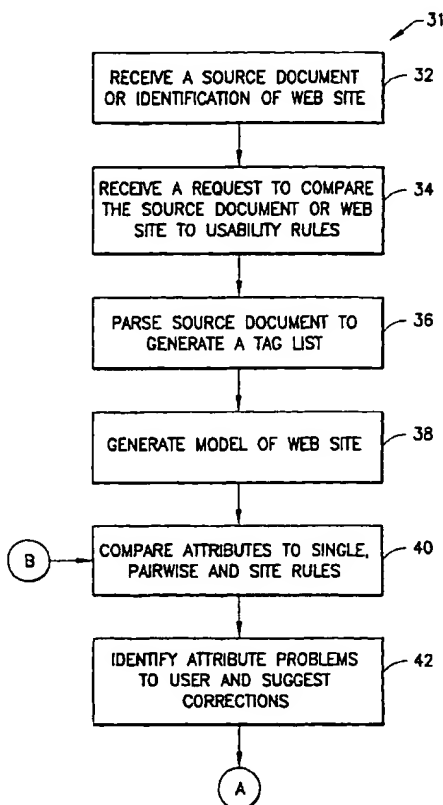 31
RECEIVE A SOURCE DOCUMENT
OR IDENTIFICATION OF WEB SITE
32
RECEIVE A REQUEST TO COMPARE
THE SOURCE DOCUMENT OR WEB
SITE TO USABILITY RULES
34
PARSE SOURCE DOCUMENT TO
GENERATE A TAG LIST
36
GENERATE MODEL OF WEB SITE
38
B
COMPARE ATTRIBUTES TO SINGLE,
PAIRWISE AND SITE RULES
40
IDENTIFY ATTRIBUTE PROBLEMS
TO USER AND SUGGEST
CORRECTIONS
42
A